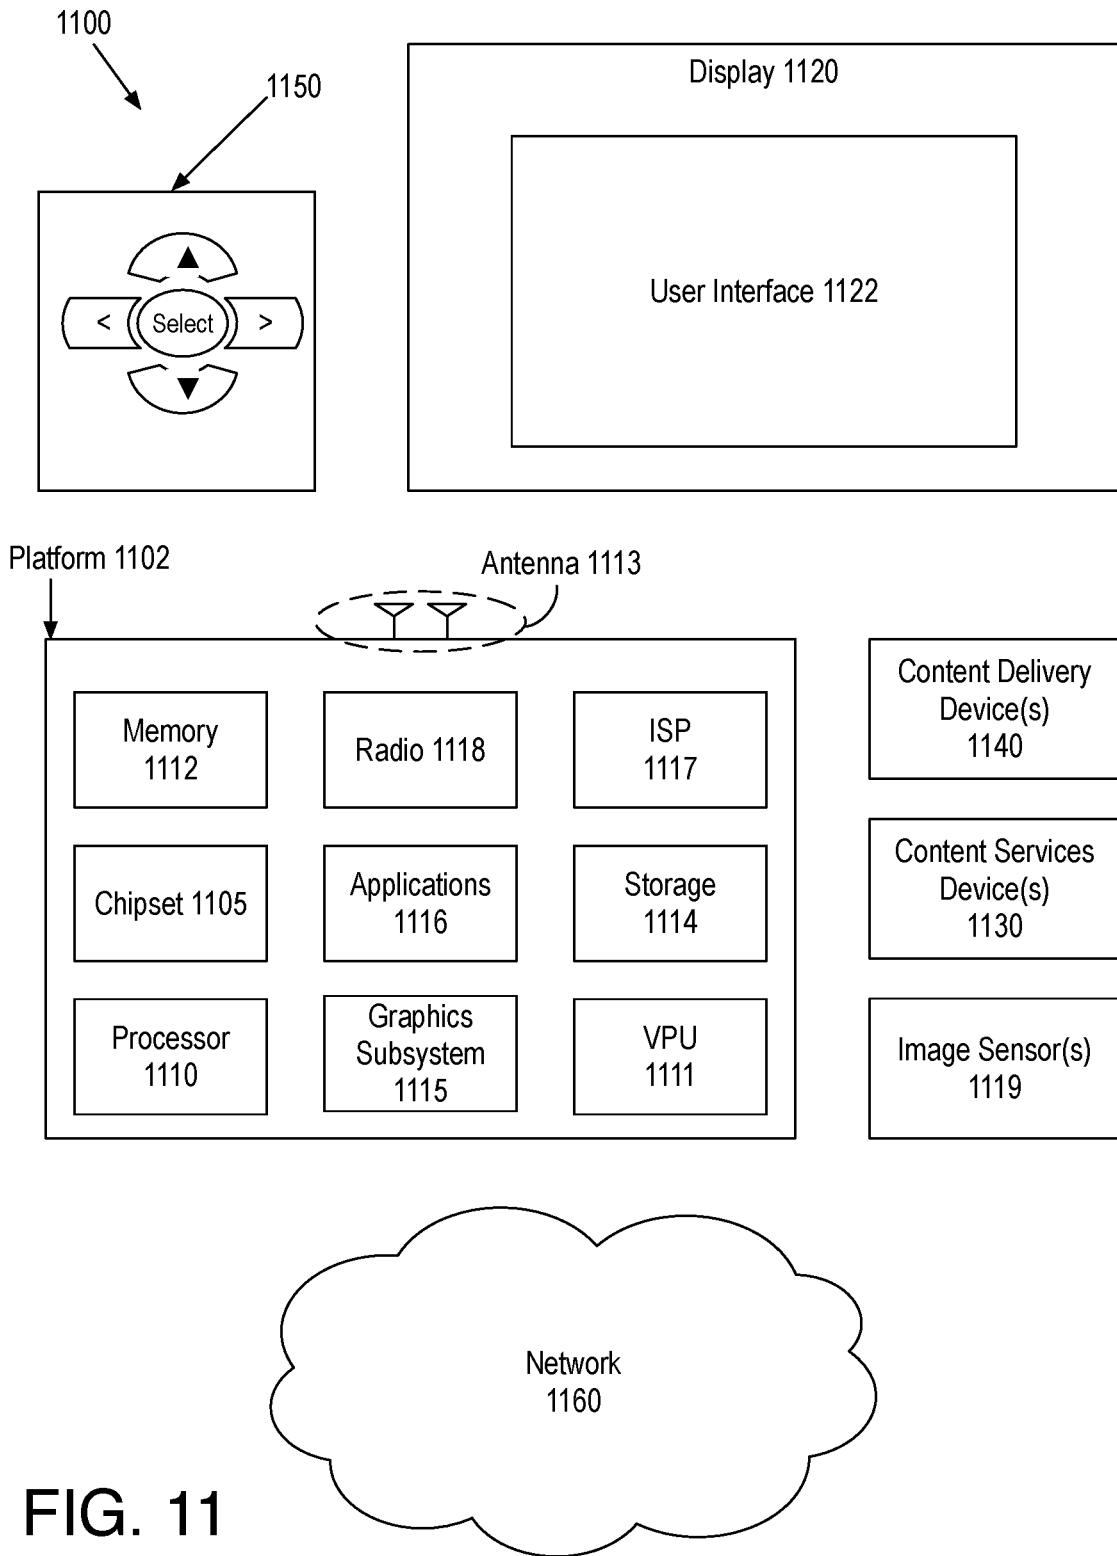 1100
1150
Display 1120
<
Select
>
User Interface 1122
Platform 1102
Antenna 1113
Memory
1112
Radio 1118
ISP
1117
Content Delivery
Device(s)
1140
Chipset 1105
Applications
1116
Storage
1114
Content Services
Device(s)
1130
Processor
1110
Graphics
Subsystem
1115
VPU
1111
Image Sensor(s)
1119
Network
1160
FIG. 11